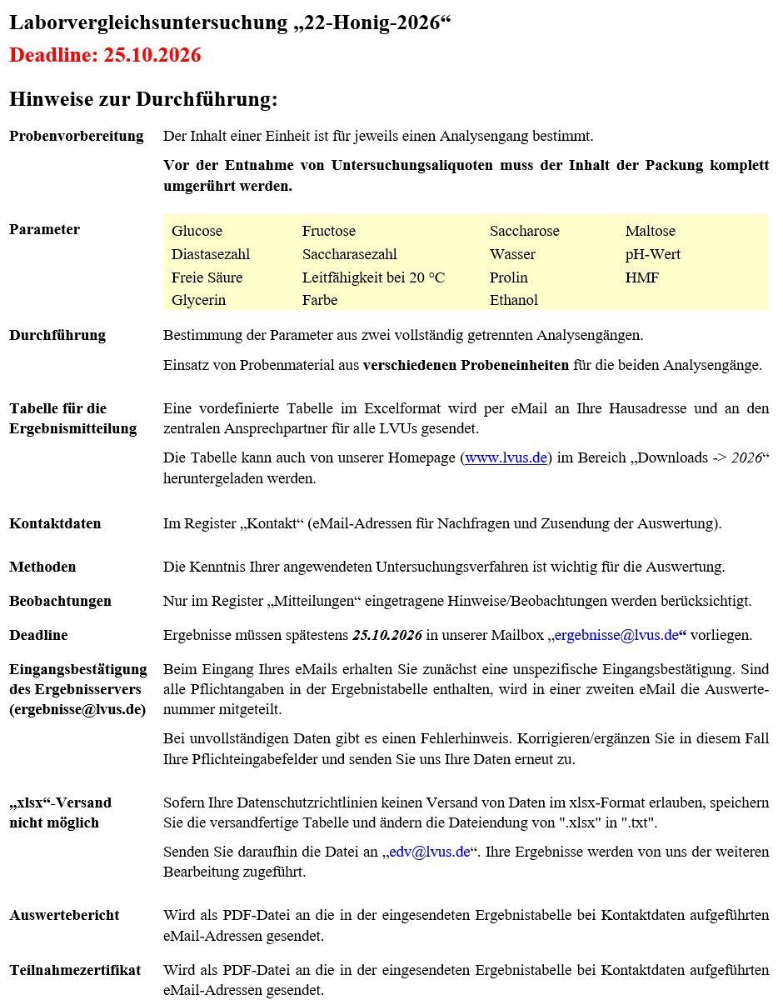 Laborvergleichsuntersuchung „22-Honig-2026“
Deadline: 25.10.2026
Hinweise zur Durchführung:
Probenvorbereitung Der Inhalt einer Einheit ist für jeweils einen Analysengang bestimmt.
Vor der Entnahme von Untersuchungsaliquoten muss der Inhalt der Packung komplett
umgerührt werden.
Parameter Glucose Fructose Saccharose Maltose
Diastasezahl Saccharasezahl Wasser pH-Wert
Freie Säure Leitfähigkeit bei 20 °C Prolin HMF
Glycerin Farbe Ethanol
Durchführung Bestimmung der Parameter aus zwei vollständig getrennten Analysengängen.
Einsatz von Probenmaterial aus verschiedenen Probeneinheiten für die beiden Analysengänge.
Tabelle für die Eine vordefinierte Tabelle im Excelformat wird per eMail an Ihre Hausadresse und an den
Ergebnismitteilung zentralen Ansprechpartner für alle LVUs gesendet.
Die Tabelle kann auch von unserer Homepage (www.lvus.de) im Bereich „Downloads -> 2026“
heruntergeladen werden.
Kontaktdaten Im Register „Kontakt“ (eMail-Adressen für Nachfragen und Zusendung der Auswertung).
Methoden Die Kenntnis Ihrer angewendeten Untersuchungsverfahren ist wichtig für die Auswertung.
Beobachtungen Nur im Register „Mitteilungen“ eingetragene Hinweise/Beobachtungen werden berücksichtigt.
Deadline Ergebnisse müssen spätestens 25.10.2026 in unserer Mailbox „ergebnisse@lvus.de“ vorliegen.
Eingangsbestätigung Beim Eingang Ihres eMails erhalten Sie zunächst eine unspezifische Eingangsbestätigung. Sind
des Ergebnisservers alle Pflichtangaben in der Ergebnistabelle enthalten, wird in einer zweiten eMail die Auswerte-
(ergebnisse@lvus.de) nummer mitgeteilt.
Bei unvollständigen Daten gibt es einen Fehlerhinweis. Korrigieren/ergänzen Sie in diesem Fall
Ihre Pflichteingabefelder und senden Sie uns Ihre Daten erneut zu.
„xlsx“-Versand Sofern Ihre Datenschutzrichtlinien keinen Versand von Daten im xlsx-Format erlauben, speichern
nicht möglich Sie die versandfertige Tabelle und ändern die Dateiendung von ".xlsx" in ".txt".
Senden Sie daraufhin die Datei an „edv@lvus.de“. Ihre Ergebnisse werden von uns der weiteren
Bearbeitung zugeführt.
Auswertebericht Wird als PDF-Datei an die in der eingesendeten Ergebnistabelle bei Kontaktdaten aufgeführten
eMail-Adressen gesendet.
Teilnahmezertifikat Wird als PDF-Datei an die in der eingesendeten Ergebnistabelle bei Kontaktdaten aufgeführten
eMail-Adressen gesendet.